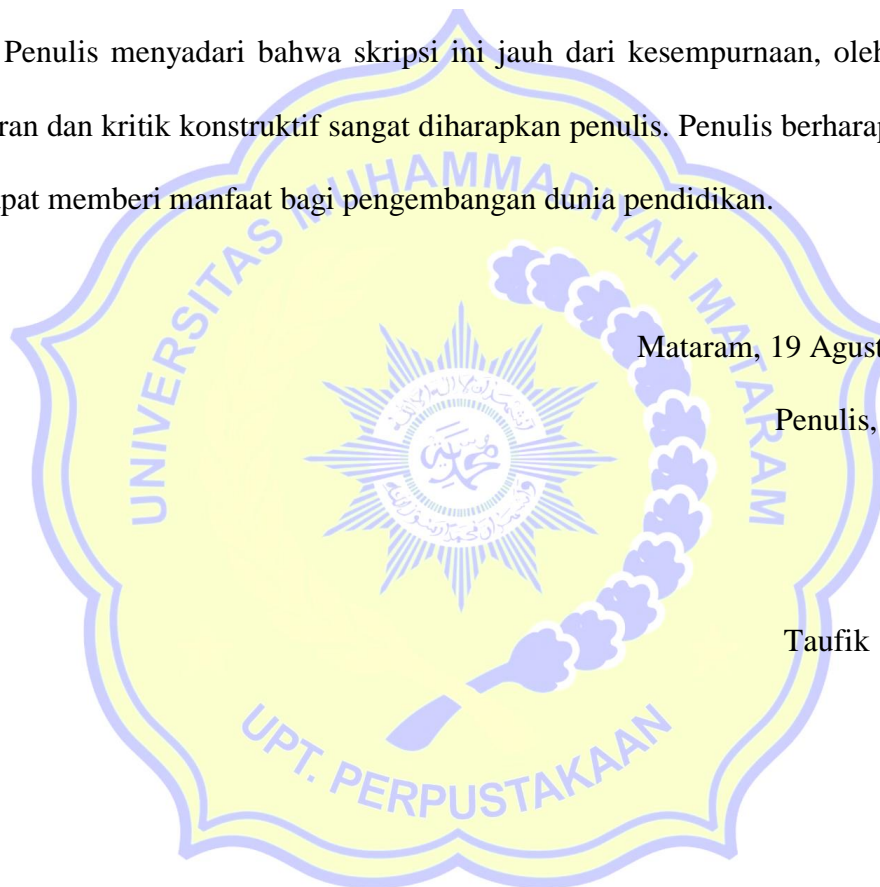 Penulis menyadari bahwa skripsi ini jauh dari kesempurnaan, oleh
ran dan kritik konstruktif sangat diharapkan penulis. Penulis berharap
pat memberi manfaat bagi pengembangan dunia pendidikan.
UNIVERSITAS MUHAMMADIYAH MATARAM
Mataram, 19 Agust
Penulis,
Taufik
UPT. PERPUSTAKAAN